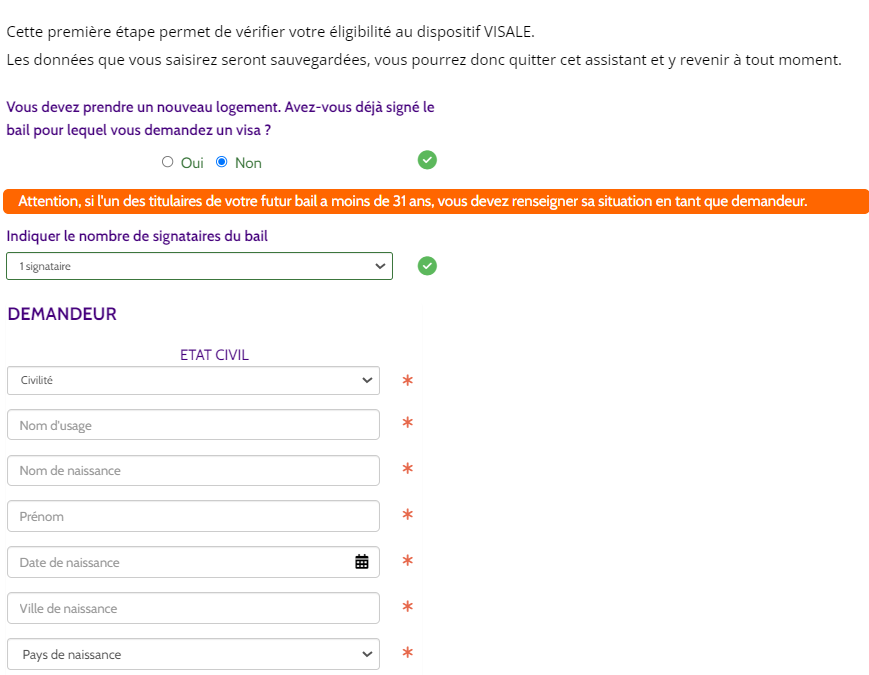 Cette première étape permet de vérifier votre éligibilité au dispositif VISALE.
Les données que vous saisirez seront sauvegardées, vous pourrez donc quitter cet assistant et y revenir à tout moment.
Vous devez prendre un nouveau logement. Avez-vous déjà signé le
bail pour lequel vous demandez un visa ?
Oui Non
Attention, si l'un des titulaires de votre futur bail a moins de 31 ans, vous devez renseigner sa situation en tant que demandeur.
Indiquer le nombre de signataires du bail
1 signataire
DEMANDEUR
ETAT CIVIL
Civilité *
Nom d'usage *
Nom de naissance *
Prénom *
Date de naissance *
Ville de naissance *
Pays de naissance *